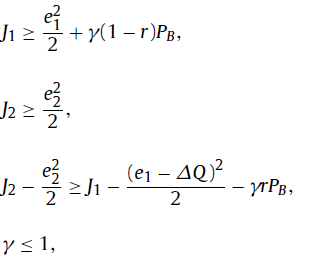 J₁ ≥ e₁²/2 + γ(1 − r)P_B,
J₂ ≥ e₂²/2,
J₂ − e₂²/2 ≥ J₁ − (e₁ − ΔQ)²/2 − γrP_B,
γ ≤ 1,